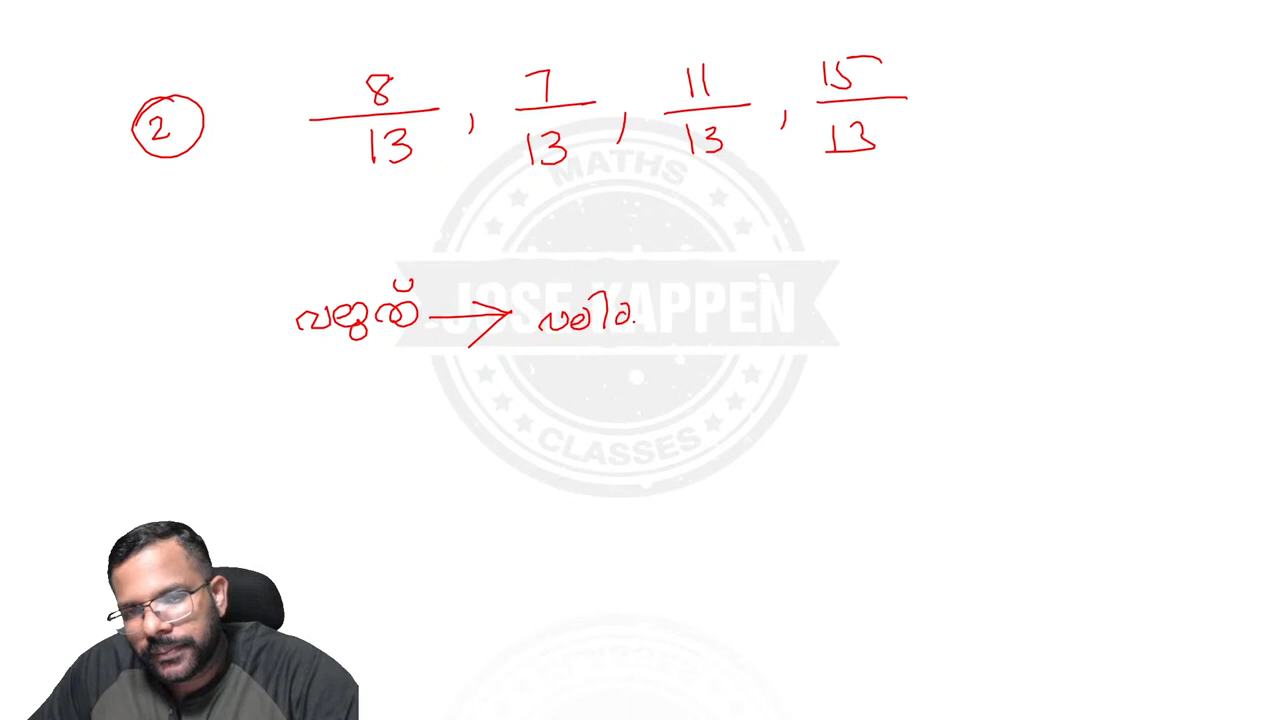 ② 8/13 , 7/13 , 11/13 , 15/13
MATHS
വലുത് →
JOSE KAPPEN
CLASSES